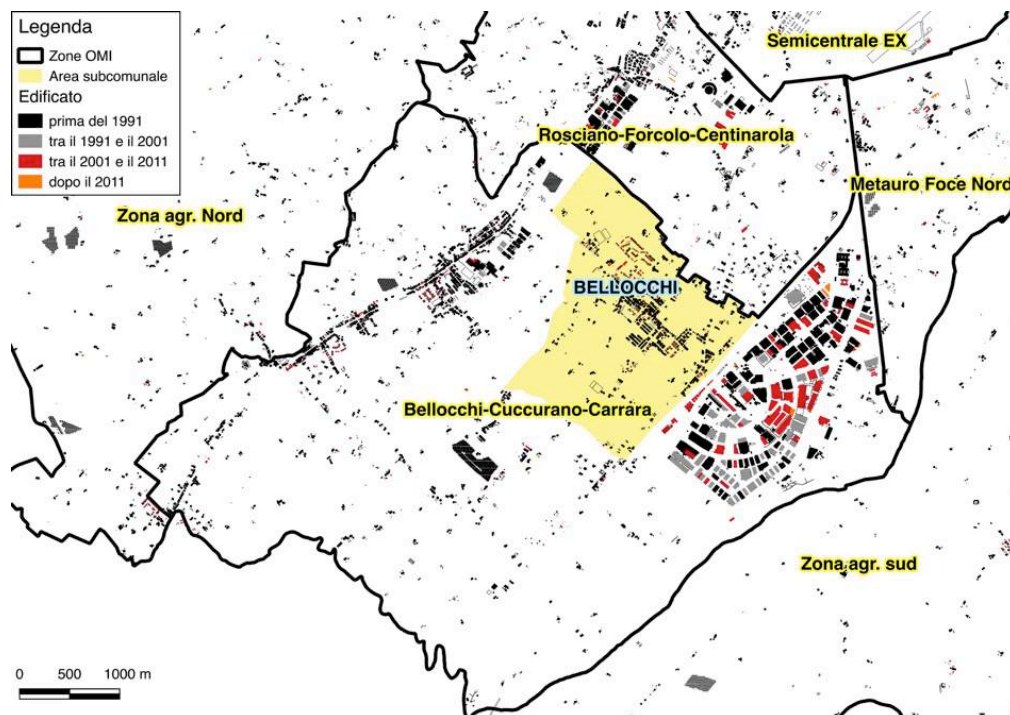 Legenda
Zone OMI
Area subcomunale
Edificato
prima del 1991
tra il 1991 e il 2001
tra il 2001 e il 2011
dopo il 2011
Semicentrale EX
Rosciano-Forcolo-Centinarola
Metauro Foce Nord
Zona agr. Nord
BELLOCCHI
Bellocchi-Cuccurano-Carrara
Zona agr. sud
0 500 1000 m